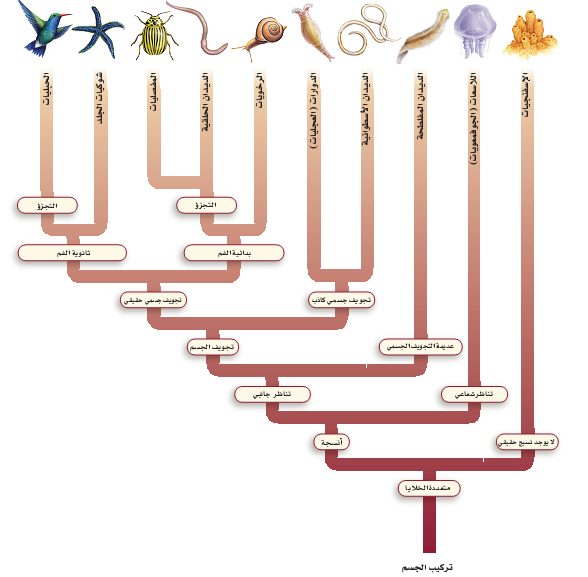 الإسفنجيات
اللاسعات (الجوفمعويات)
الديدان المفلطحة
الديدان الأسطوانية
الدوارات (العجليات)
الرخويات
الديدان الحلقية
المفصليات
شوكيات الجلد
الحبليات
التجزؤ
التجزؤ
بدائية الفم
ثانوية الفم
تجويف جسمي كاذب
تجويف جسمي حقيقي
عديمة التجويف الجسمي
تجويف الجسم
تناظر شعاعي
تناظر جانبي
لا يوجد نسيج حقيقي
أنسجة
متعددة الخلايا
تركيب الجسم